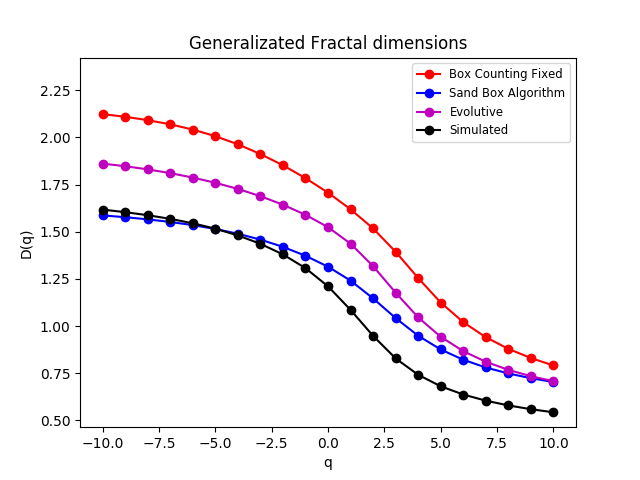 Generalizated Fractal dimensions
Box Counting Fixed
Sand Box Algorithm
Evolutive
Simulated
2.25
2.00
1.75
1.50
1.25
1.00
0.75
0.50
D(q)
−10.0 −7.5 −5.0 −2.5 0.0 2.5 5.0 7.5 10.0
q